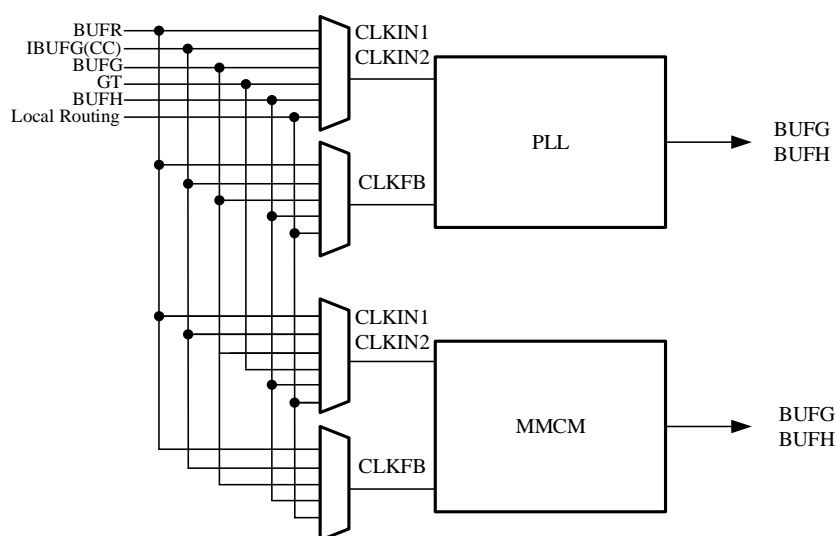 BUFR
IBUFG(CC)
BUFG
GT
BUFH
Local Routing
CLKIN1
CLKIN2
CLKFB
PLL
BUFG
BUFH
CLKIN1
CLKIN2
CLKFB
MMCM
BUFG
BUFH